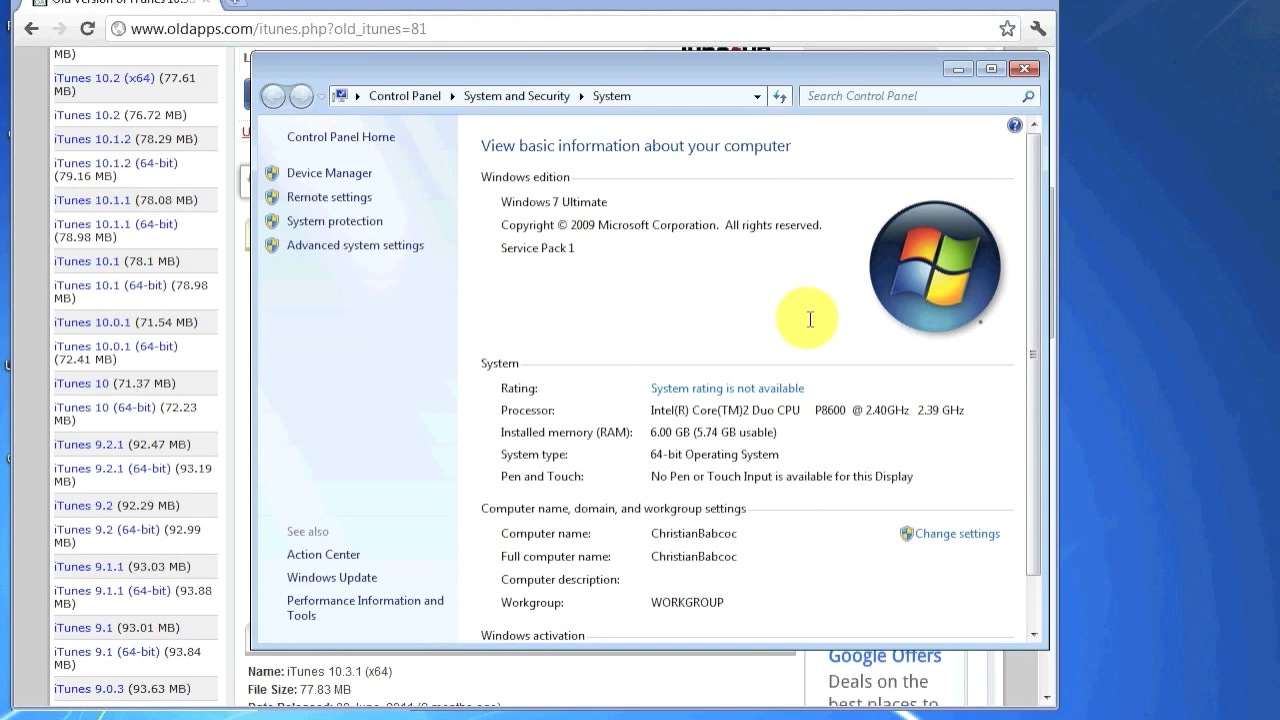 Old Version of iTunes 10.3...
www.oldapps.com/itunes.php?old_itunes=81
MB)
iTunes 10.2 (x64) (77.61
MB)
iTunes 10.2 (76.72 MB)
iTunes 10.1.2 (78.29 MB)
iTunes 10.1.2 (64-bit)
(79.16 MB)
iTunes 10.1.1 (78.08 MB)
iTunes 10.1.1 (64-bit)
(78.98 MB)
iTunes 10.1 (78.1 MB)
iTunes 10.1 (64-bit) (78.98
MB)
iTunes 10.0.1 (71.54 MB)
iTunes 10.0.1 (64-bit)
(72.41 MB)
iTunes 10 (71.37 MB)
iTunes 10 (64-bit) (72.23
MB)
iTunes 9.2.1 (92.47 MB)
iTunes 9.2.1 (64-bit) (93.19
MB)
iTunes 9.2 (92.29 MB)
iTunes 9.2 (64-bit) (92.99
MB)
iTunes 9.1.1 (93.03 MB)
iTunes 9.1.1 (64-bit) (93.88
MB)
iTunes 9.1 (93.01 MB)
iTunes 9.1 (64-bit) (93.84
MB)
iTunes 9.0.3 (93.63 MB)
Control Panel
System and Security
System
Search Control Panel
Control Panel Home
Device Manager
Remote settings
System protection
Advanced system settings
See also
Action Center
Windows Update
Performance Information and
Tools
View basic information about your computer
Windows edition
Windows 7 Ultimate
Copyright © 2009 Microsoft Corporation. All rights reserved.
Service Pack 1
System
Rating: System rating is not available
Processor: Intel(R) Core(TM)2 Duo CPU P8600 @ 2.40GHz 2.39 GHz
Installed memory (RAM): 6.00 GB (5.74 GB usable)
System type: 64-bit Operating System
Pen and Touch: No Pen or Touch Input is available for this Display
Computer name, domain, and workgroup settings
Computer name: ChristianBabcoc
Change settings
Full computer name: ChristianBabcoc
Computer description:
Workgroup: WORKGROUP
Windows activation
Name: iTunes 10.3.1 (x64)
File Size: 77.83 MB
Google Offers
Deals on the
best places to